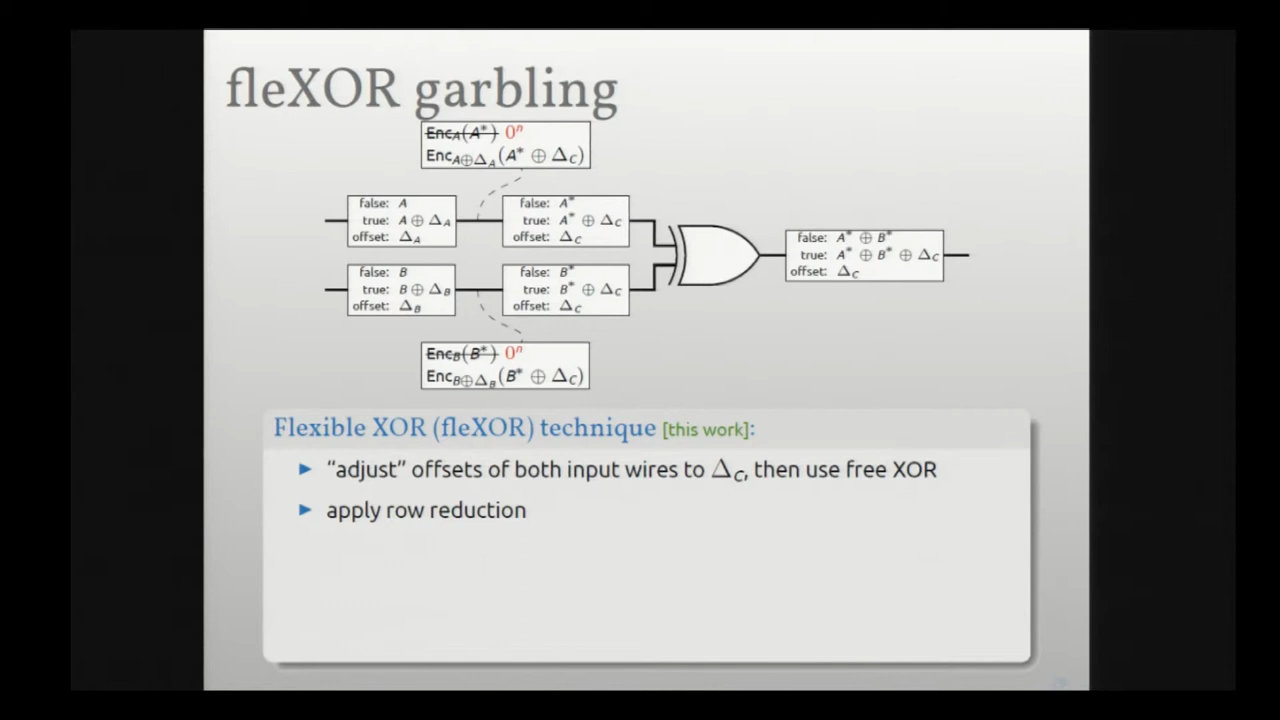 fleXOR garbling
Enc_A(A*) 0ⁿ
Enc_{A⊕Δ_A}(A* ⊕ Δ_C)
false: A
true: A ⊕ Δ_A
offset: Δ_A
false: A*
true: A* ⊕ Δ_C
offset: Δ_C
false: B
true: B ⊕ Δ_B
offset: Δ_B
false: B*
true: B* ⊕ Δ_C
offset: Δ_C
false: A* ⊕ B*
true: A* ⊕ B* ⊕ Δ_C
offset: Δ_C
Enc_B(B*) 0ⁿ
Enc_{B⊕Δ_B}(B* ⊕ Δ_C)
Flexible XOR (fleXOR) technique [this work]:
"adjust" offsets of both input wires to Δ_C, then use free XOR
apply row reduction